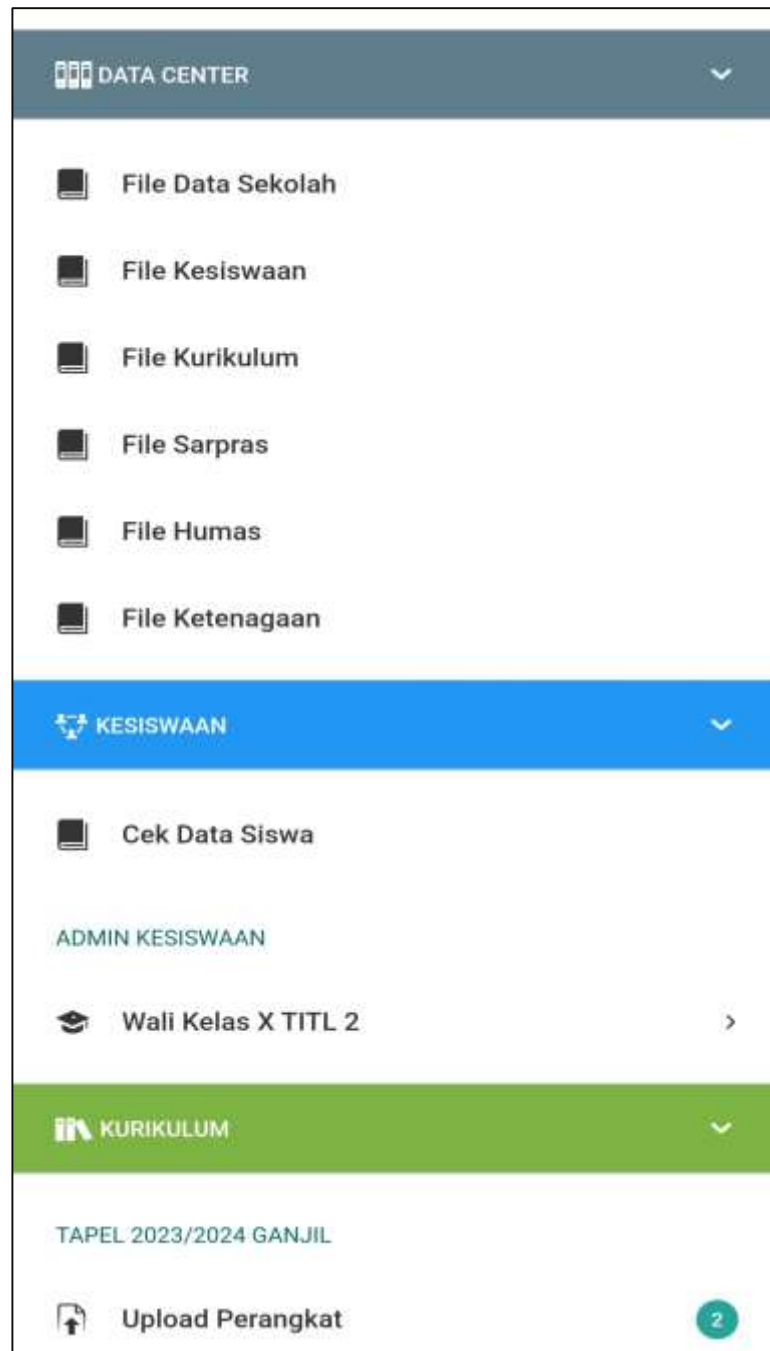 DATA CENTER
File Data Sekolah
File Kesiswaan
File Kurikulum
File Sarpras
File Humas
File Ketenagaan
KESISWAAN
Cek Data Siswa
ADMIN KESISWAAN
Wali Kelas X TITL 2
KURIKULUM
TAPEL 2023/2024 GANJIL
Upload Perangkat 2